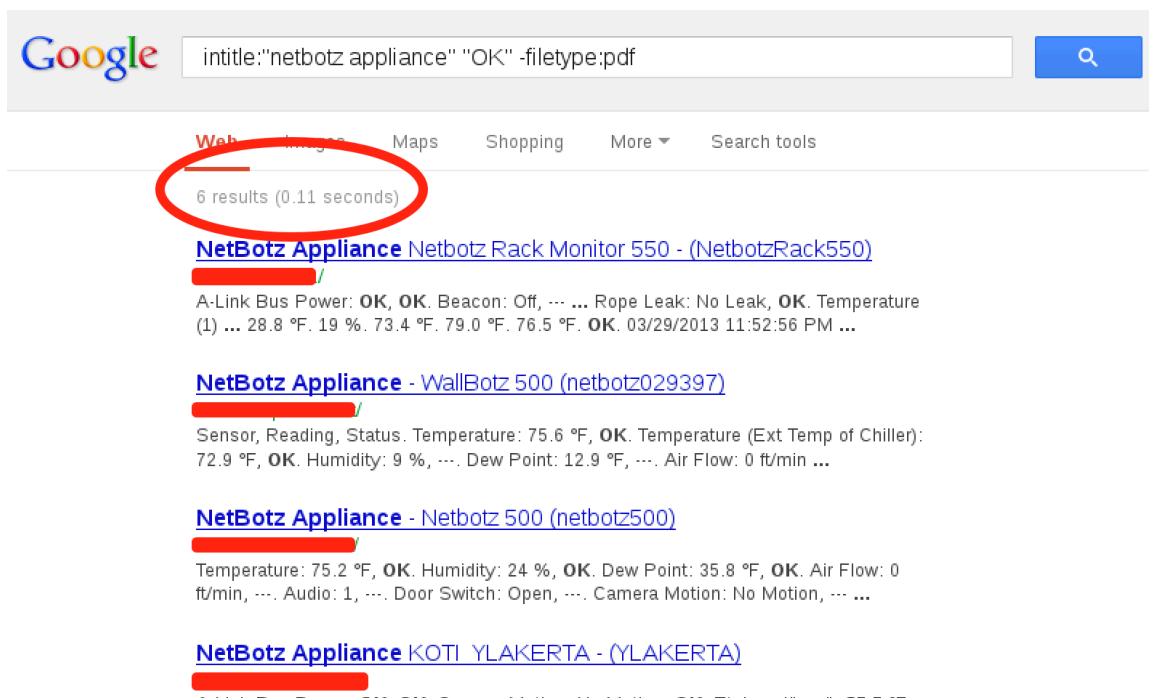 Google
intitle:"netbotz appliance" "OK" -filetype:pdf
Web Images Maps Shopping More Search tools
6 results (0.11 seconds)
NetBotz Appliance Netbotz Rack Monitor 550 - (NetbotzRack550)
/
A-Link Bus Power: OK, OK. Beacon: Off, --- ... Rope Leak: No Leak, OK. Temperature
(1) ... 28.8 °F. 19 %. 73.4 °F. 79.0 °F. 76.5 °F. OK. 03/29/2013 11:52:56 PM ...
NetBotz Appliance - WallBotz 500 (netbotz029397)
/
Sensor, Reading, Status. Temperature: 75.6 °F, OK. Temperature (Ext Temp of Chiller):
72.9 °F, OK. Humidity: 9 %, ---. Dew Point: 12.9 °F, ---. Air Flow: 0 ft/min ...
NetBotz Appliance - Netbotz 500 (netbotz500)
/
Temperature: 75.2 °F, OK. Humidity: 24 %, OK. Dew Point: 35.8 °F, OK. Air Flow: 0
ft/min, ---. Audio: 1, ---. Door Switch: Open, ---. Camera Motion: No Motion, --- ...
NetBotz Appliance KOTI YLAKERTA - (YLAKERTA)